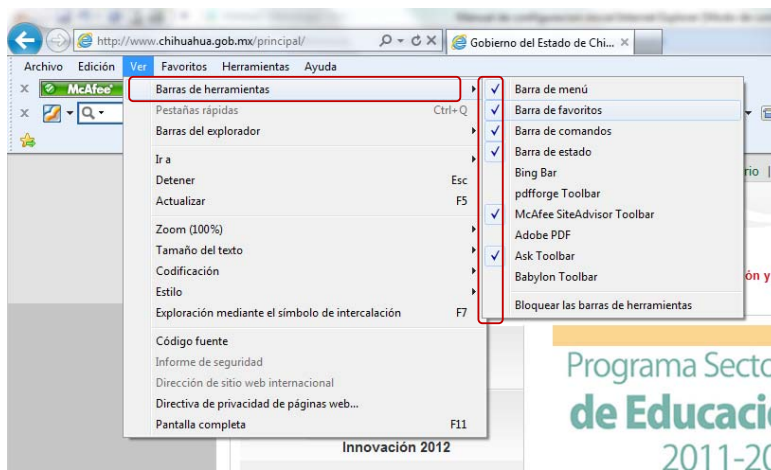 http://www.chihuahua.gob.mx/principal/
Gobierno del Estado de Chi...
Archivo Edición Ver Favoritos Herramientas Ayuda
McAfee
Barras de herramientas
Pestañas rápidas Ctrl+Q
Barras del explorador
Ir a
Detener Esc
Actualizar F5
Zoom (100%)
Tamaño del texto
Codificación
Estilo
Exploración mediante el símbolo de intercalación F7
Código fuente
Informe de seguridad
Dirección de sitio web internacional
Directiva de privacidad de páginas web...
Pantalla completa F11
Barra de menú
Barra de favoritos
Barra de comandos
Barra de estado
Bing Bar
pdfforge Toolbar
McAfee SiteAdvisor Toolbar
Adobe PDF
Ask Toolbar
Babylon Toolbar
Bloquear las barras de herramientas
rio |
ón y
Programa Secto
de Educació
2011-20
Innovación 2012